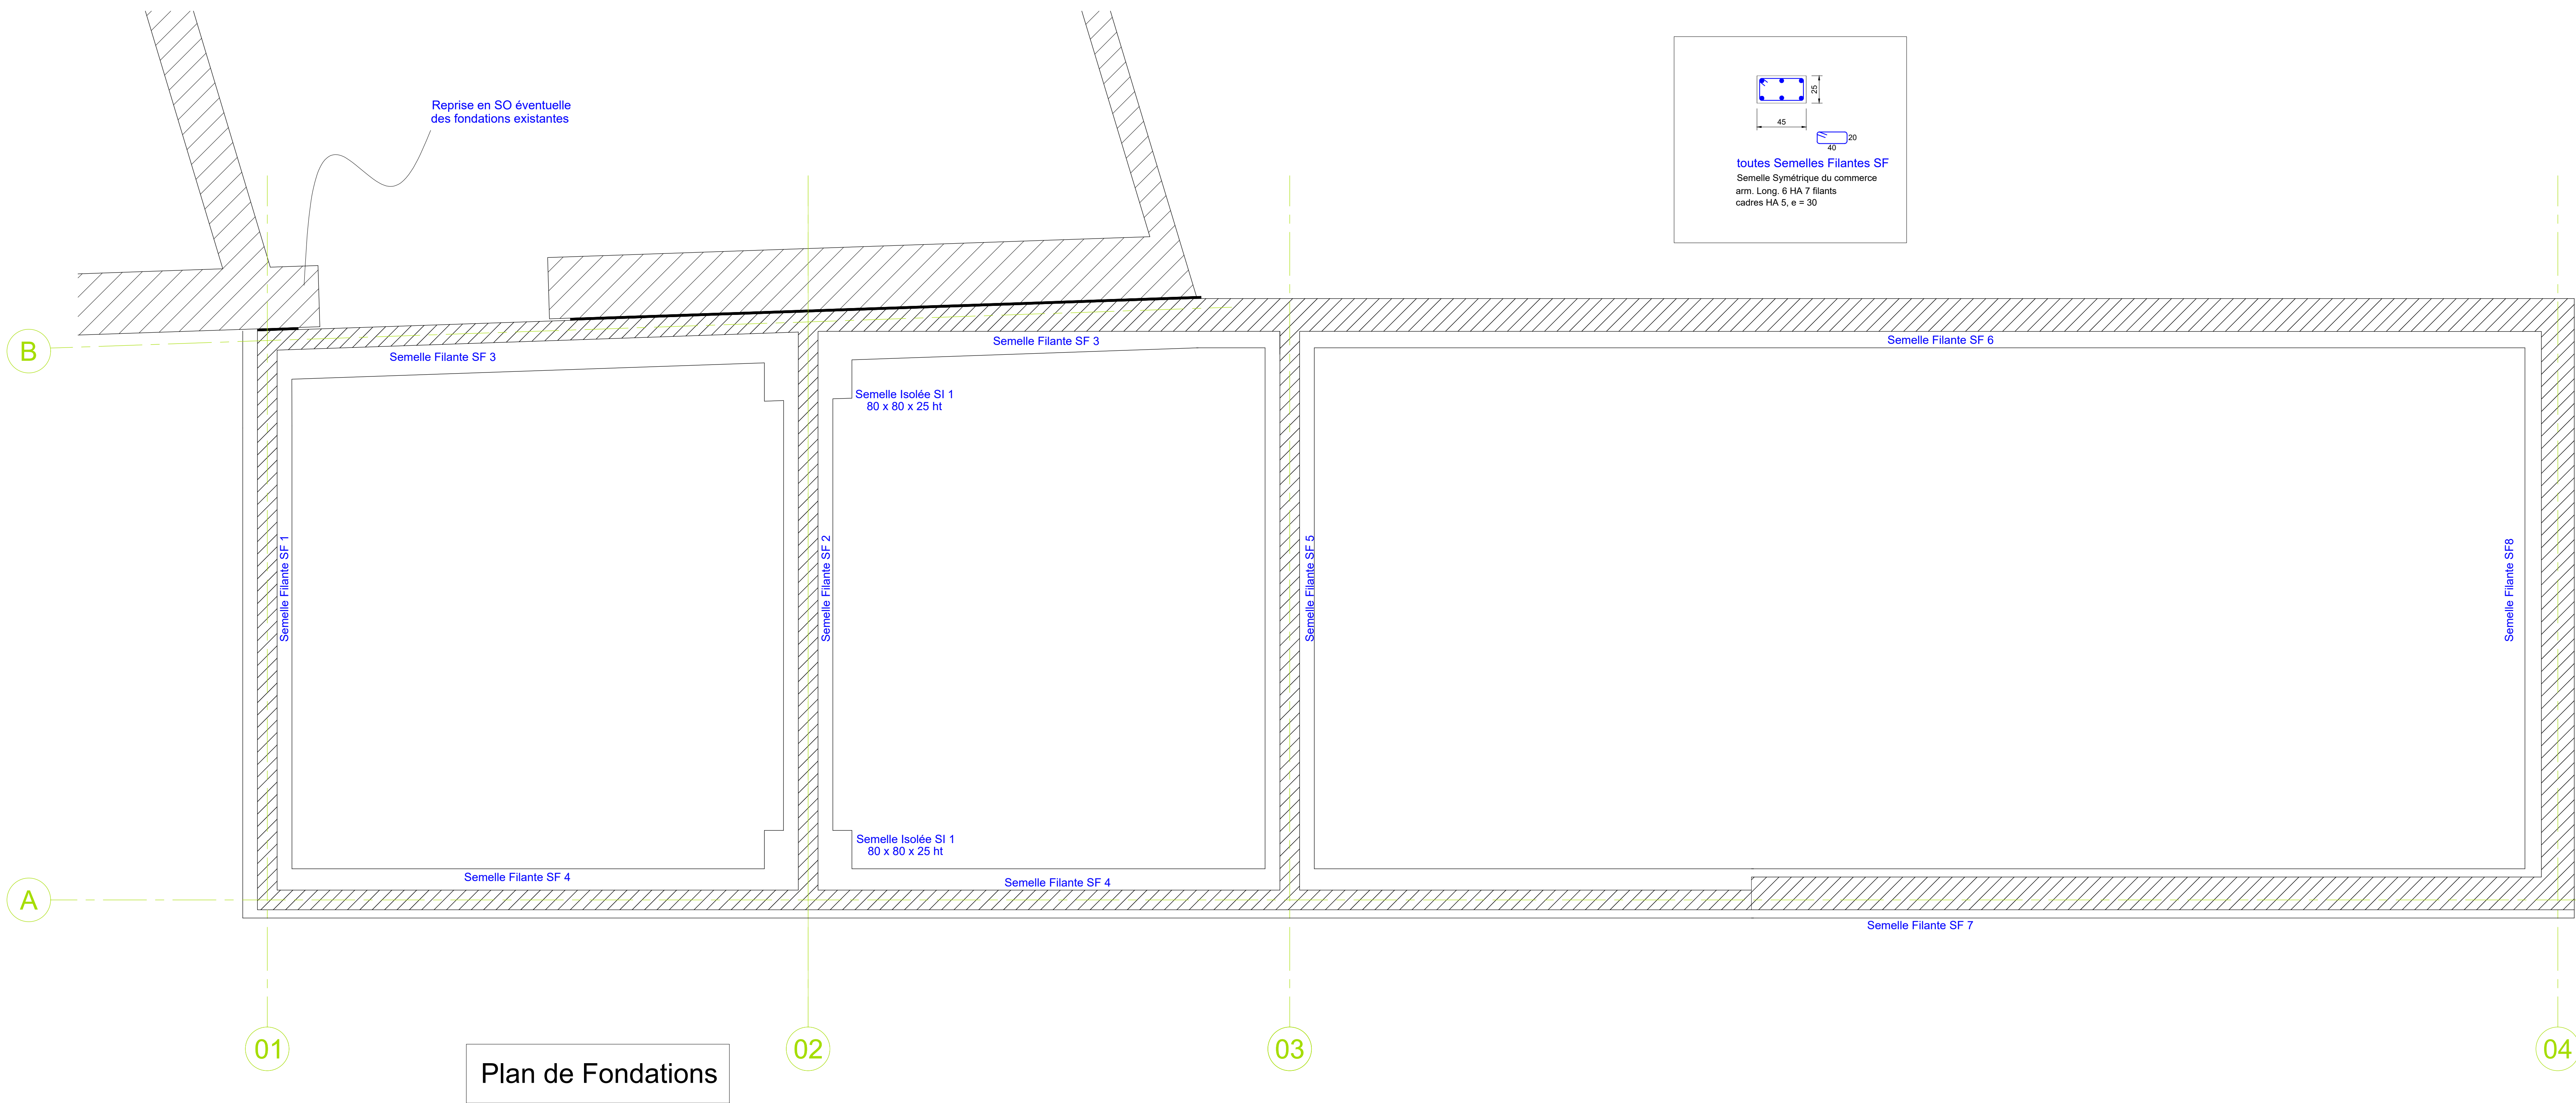 Reprise en SO éventuelle
des fondations existantes
25
45
20
40
toutes Semelles Filantes SF
Semelle Symétrique du commerce
arm. Long. 6 HA 7 filants
cadres HA 5, e = 30
B
Semelle Filante SF 3
Semelle Filante SF 3
Semelle Filante SF 6
Semelle Isolée SI 1
80 x 80 x 25 ht
Semelle Filante SF 1
Semelle Filante SF 2
Semelle Filante SF 5
Semelle Filante SF8
Semelle Isolée SI 1
80 x 80 x 25 ht
Semelle Filante SF 4
Semelle Filante SF 4
A
Semelle Filante SF 7
01
02
03
04
Plan de Fondations